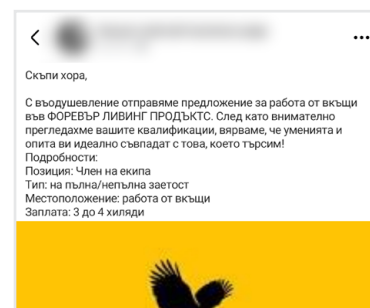 Скъпи хора,
С въодушевление отправяме предложение за работа от вкъщи
във ФОРЕВЪР ЛИВИНГ ПРОДЪКТС. След като внимателно
прегледахме вашите квалификации, вярваме, че уменията и
опита ви идеално съвпадат с това, което търсим!
Подробности:
Позиция: Член на екипа
Тип: на пълна/непълна заетост
Местоположение: работа от вкъщи
Заплата: 3 до 4 хиляди